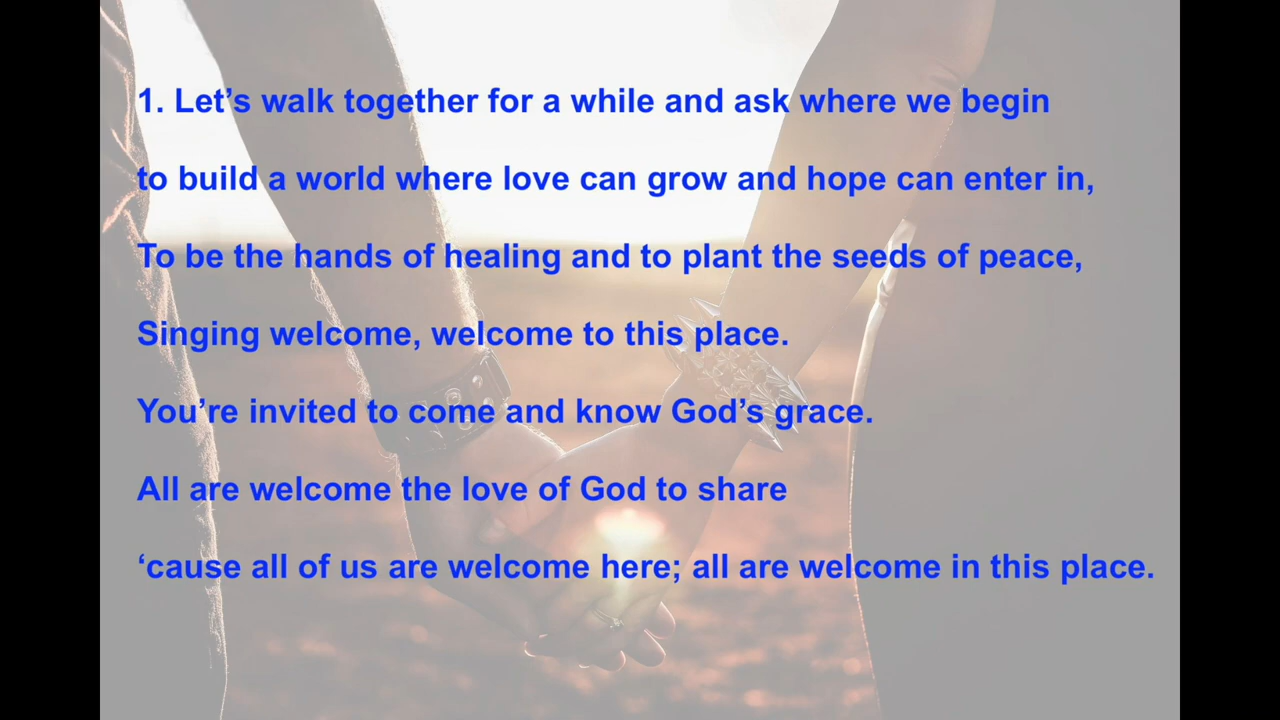 1. Let’s walk together for a while and ask where we begin
to build a world where love can grow and hope can enter in,
To be the hands of healing and to plant the seeds of peace,
Singing welcome, welcome to this place.
You’re invited to come and know God’s grace.
All are welcome the love of God to share
‘cause all of us are welcome here; all are welcome in this place.